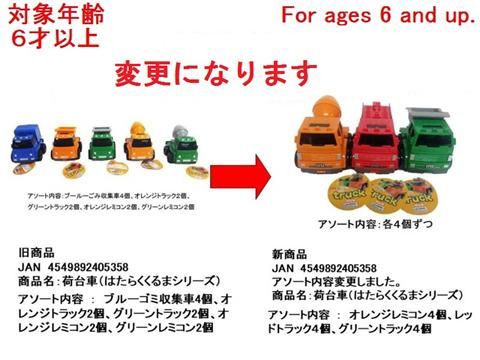 対象年齢
６才以上
For ages 6 and up.
変更になります
アソート内容：ブルーごみ収集車4個、オレンジトラック2個、
グリーントラック2個、オレンジレミコン2個、グリーンレミコン2個
truck
truck
truck
アソート内容：各4個ずつ
旧商品
JAN 4549892405358
商品名：荷台車（はたらくくるまシリーズ）
アソート内容 ： ブルーゴミ収集車4個、オ
レンジトラック2個、グリーントラック2個、オ
レンジレミコン2個、グリーンレミコン2個
新商品
JAN 4549892405358
アソート内容変更しました。
商品名：荷台車（はたらくくるまシリーズ）
アソート内容 ： オレンジレミコン4個、レッ
ドトラック4個、グリーントラック4個